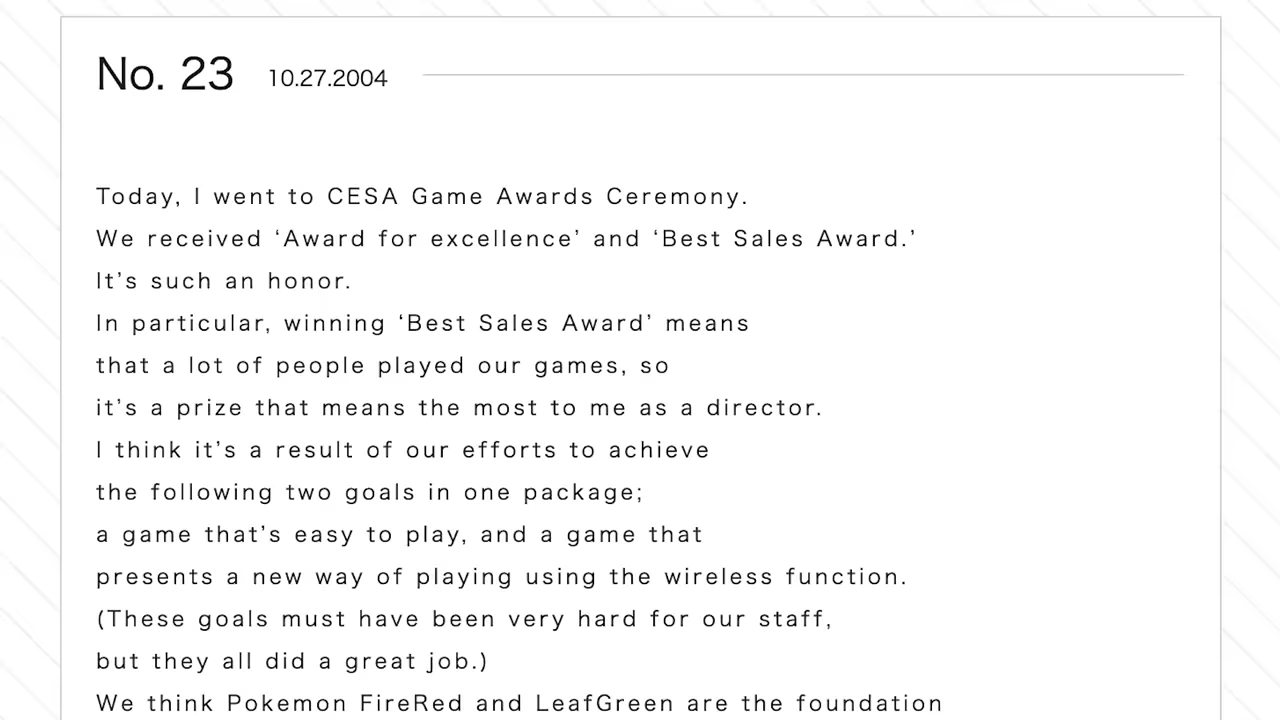 No. 23 10.27.2004
Today, I went to CESA Game Awards Ceremony.
We received ‘Award for excellence’ and ‘Best Sales Award.’
It’s such an honor.
In particular, winning ‘Best Sales Award’ means
that a lot of people played our games, so
it’s a prize that means the most to me as a director.
I think it’s a result of our efforts to achieve
the following two goals in one package;
a game that’s easy to play, and a game that
presents a new way of playing using the wireless function.
(These goals must have been very hard for our staff,
but they all did a great job.)
We think Pokemon FireRed and LeafGreen are the foundation